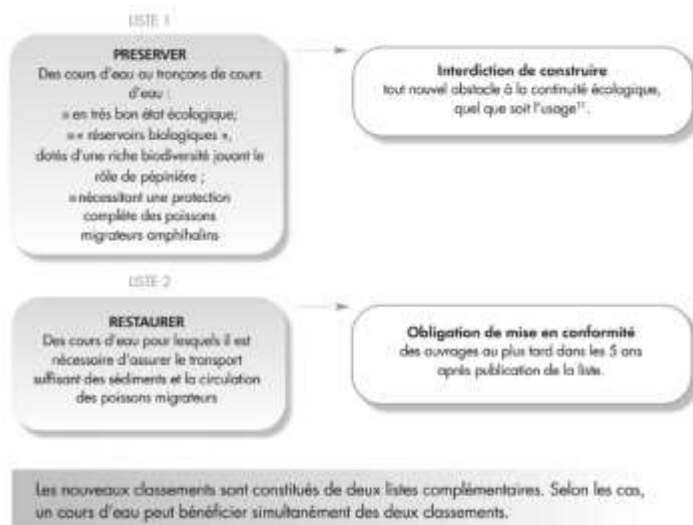 LISTE 1
PRESERVER
Des cours d'eau ou tronçons de cours
d'eau :
■ en très bon état écologique;
■ « réservoirs biologiques »,
dotés d'une riche biodiversité jouant le
rôle de pépinière ;
■ nécessitant une protection
complète des poissons
migrateurs amphihalins
Interdiction de construire
tout nouvel obstacle à la continuité écologique,
quel que soit l'usage¹¹.
LISTE 2
RESTAURER
Des cours d'eau pour lesquels il est
nécessaire d'assurer le transport
suffisant des sédiments et la circulation
des poissons migrateurs
Obligation de mise en conformité
des ouvrages au plus tard dans les 5 ans
après publication de la liste.
Les nouveaux classements sont constitués de deux listes complémentaires. Selon les cas,
un cours d'eau peut bénéficier simultanément des deux classements.